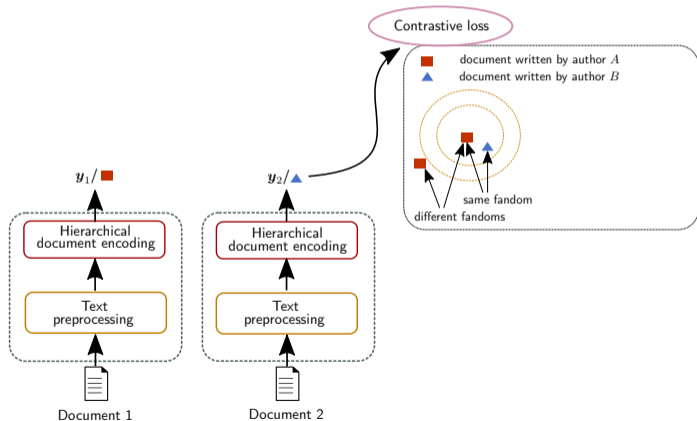 Contrastive loss
document written by author A
document written by author B
same fandom
different fandoms
y₁/
y₂/
Hierarchical
document encoding
Hierarchical
document encoding
Text
preprocessing
Text
preprocessing
Document 1
Document 2